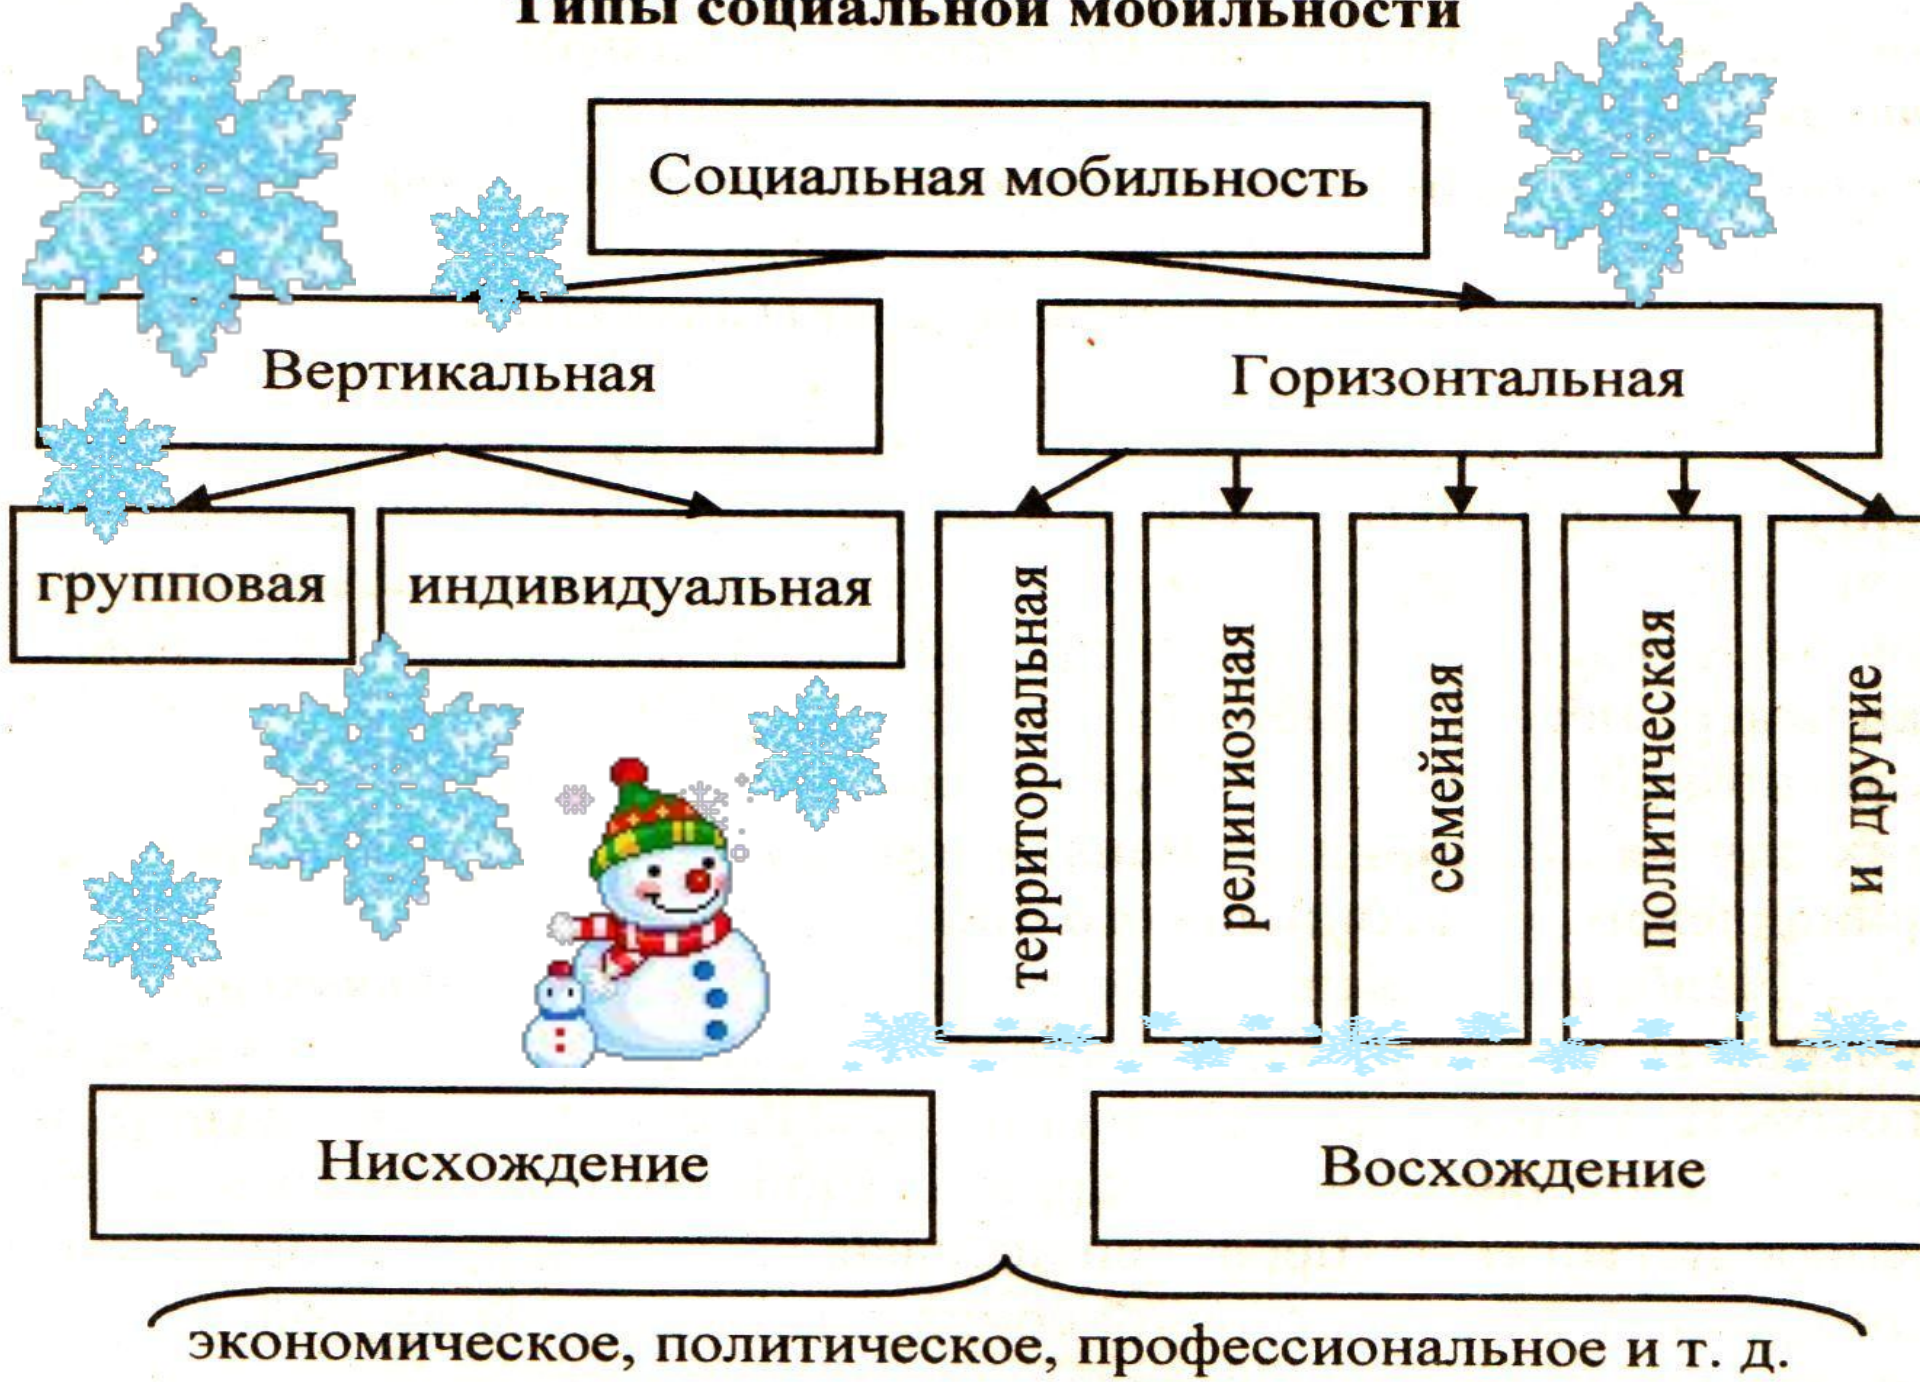 Типы социальной мобильности
Социальная мобильность
Вертикальная
Горизонтальная
групповая
индивидуальная
территориальная
религиозная
семейная
политическая
и другие
Нисхождение
Восхождение
экономическое, политическое, профессиональное и т. д.